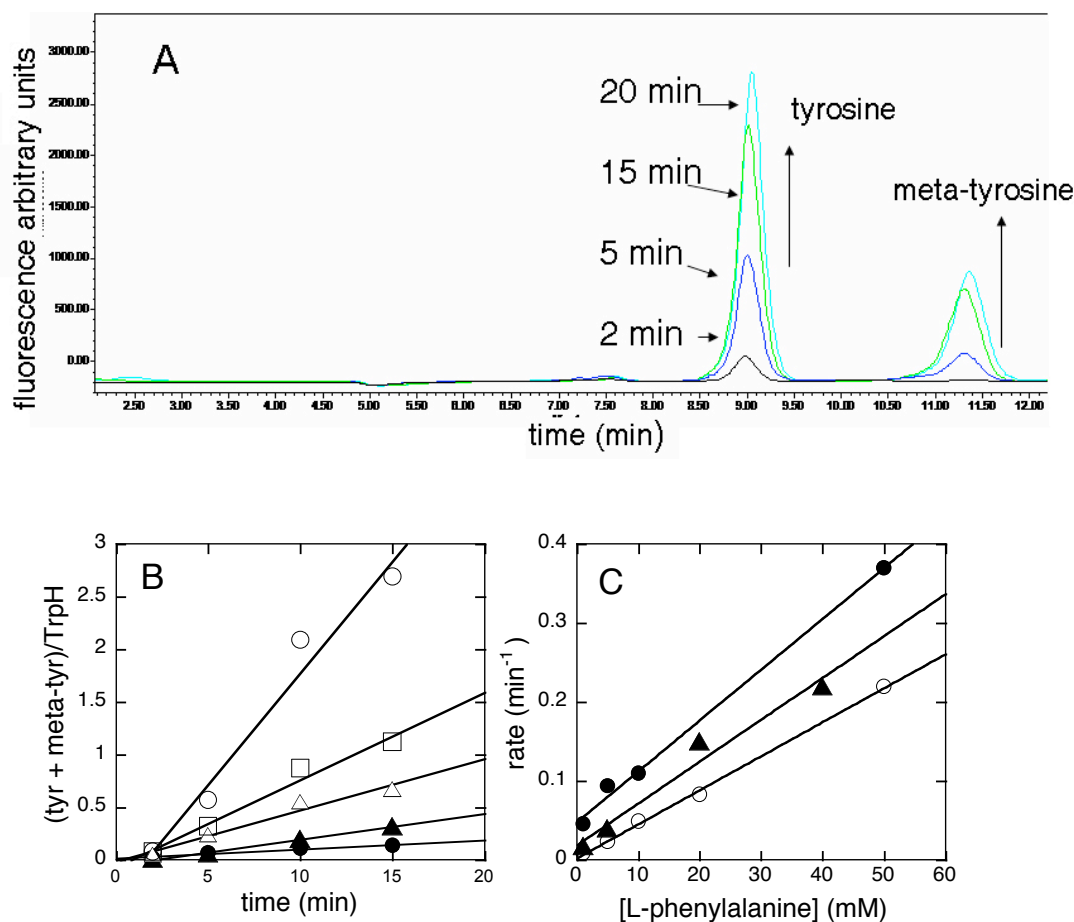 A
fluorescence arbitrary units
3000.00
2500.00
2000.00
1500.00
1000.00
500.00
0.00
20 min
tyrosine
15 min
meta-tyrosine
5 min
2 min
2.50 3.00 3.50 4.00 4.50 5.00 5.50 6.00 6.50 7.00 7.50 8.00 8.50 9.00 9.50 10.00 10.50 11.00 11.50 12.00
time (min)
B
(tyr + meta-tyr)/TrpH
3
2.5
2
1.5
1
0.5
0
0 5 10 15 20
time (min)
C
rate (min⁻¹)
0.4
0.3
0.2
0.1
0
0 10 20 30 40 50 60
[L-phenylalanine] (mM)